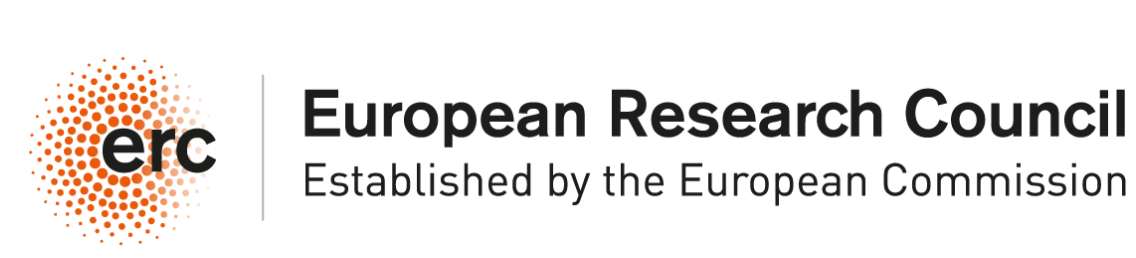 erc
European Research Council
Established by the European Commission